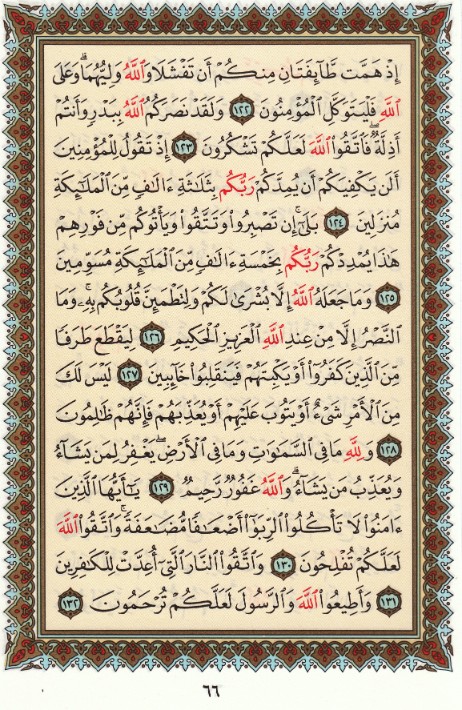 إِذْ هَمَّت طَّآئِفَتَانِ مِنكُمْ أَن تَفْشَلَا وَٱللَّهُ وَلِيُّهُمَا ۗ وَعَلَى
ٱللَّهِ فَلْيَتَوَكَّلِ ٱلْمُؤْمِنُونَ ١٢٢ وَلَقَدْ نَصَرَكُمُ ٱللَّهُ بِبَدْرٍ وَأَنتُمْ
أَذِلَّةٌ ۖ فَٱتَّقُوا۟ ٱللَّهَ لَعَلَّكُمْ تَشْكُرُونَ ١٢٣ إِذْ تَقُولُ لِلْمُؤْمِنِينَ
أَلَن يَكْفِيَكُمْ أَن يُمِدَّكُمْ رَبُّكُم بِثَلَٰثَةِ ءَالَٰفٍ مِّنَ ٱلْمَلَٰٓئِكَةِ
مُنزَلِينَ ١٢٤ بَلَىٰٓ ۚ إِن تَصْبِرُوا۟ وَتَتَّقُوا۟ وَيَأْتُوكُم مِّن فَوْرِهِمْ
هَٰذَا يُمْدِدْكُمْ رَبُّكُم بِخَمْسَةِ ءَالَٰفٍ مِّنَ ٱلْمَلَٰٓئِكَةِ مُسَوِّمِينَ
١٢٥ وَمَا جَعَلَهُ ٱللَّهُ إِلَّا بُشْرَىٰ لَكُمْ وَلِتَطْمَئِنَّ قُلُوبُكُم بِهِۦ ۗ وَمَا
ٱلنَّصْرُ إِلَّا مِنْ عِندِ ٱللَّهِ ٱلْعَزِيزِ ٱلْحَكِيمِ ١٢٦ لِيَقْطَعَ طَرَفًا
مِّنَ ٱلَّذِينَ كَفَرُوٓا۟ أَوْ يَكْبِتَهُمْ فَيَنقَلِبُوا۟ خَآئِبِينَ ١٢٧ لَيْسَ لَكَ
مِنَ ٱلْأَمْرِ شَىْءٌ أَوْ يَتُوبَ عَلَيْهِمْ أَوْ يُعَذِّبَهُمْ فَإِنَّهُمْ ظَٰلِمُونَ
١٢٨ وَلِلَّهِ مَا فِى ٱلسَّمَٰوَٰتِ وَمَا فِى ٱلْأَرْضِ ۚ يَغْفِرُ لِمَن يَشَآءُ
وَيُعَذِّبُ مَن يَشَآءُ ۚ وَٱللَّهُ غَفُورٌ رَّحِيمٌ ١٢٩ يَٰٓأَيُّهَا ٱلَّذِينَ
ءَامَنُوا۟ لَا تَأْكُلُوا۟ ٱلرِّبَوٰٓا۟ أَضْعَٰفًا مُّضَٰعَفَةً ۖ وَٱتَّقُوا۟ ٱللَّهَ
لَعَلَّكُمْ تُفْلِحُونَ ١٣٠ وَٱتَّقُوا۟ ٱلنَّارَ ٱلَّتِىٓ أُعِدَّتْ لِلْكَٰفِرِينَ
١٣١ وَأَطِيعُوا۟ ٱللَّهَ وَٱلرَّسُولَ لَعَلَّكُمْ تُرْحَمُونَ ١٣٢
٦٦